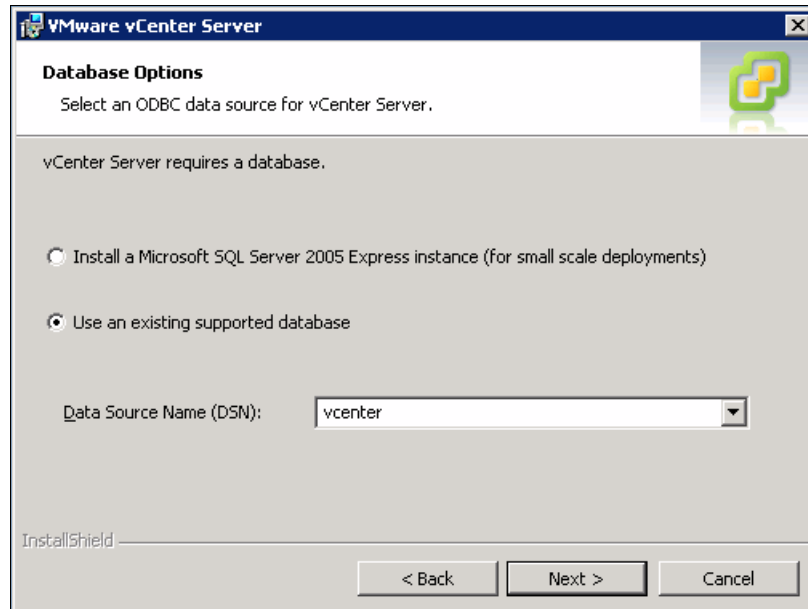 VMware vCenter Server
Database Options
Select an ODBC data source for vCenter Server.
vCenter Server requires a database.
Install a Microsoft SQL Server 2005 Express instance (for small scale deployments)
Use an existing supported database
Data Source Name (DSN):
vcenter
InstallShield
< Back
Next >
Cancel